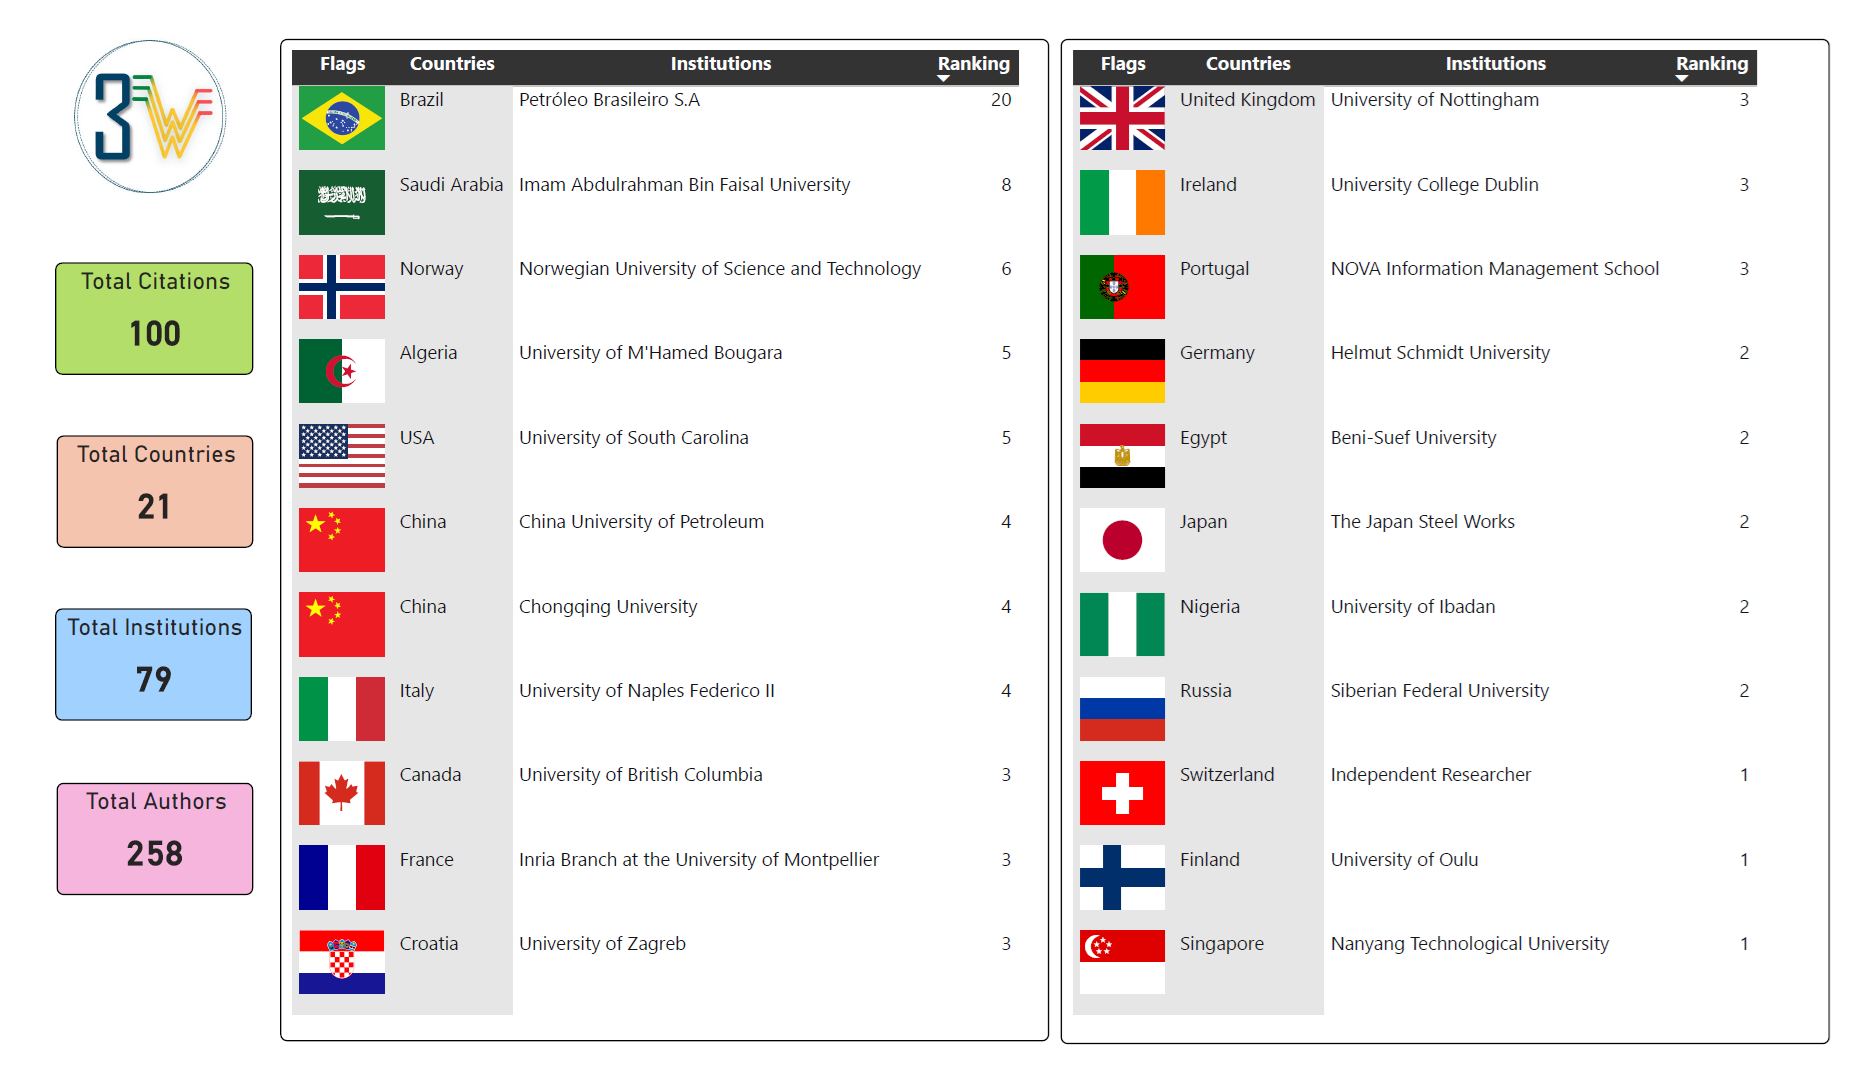 3W
Total Citations
100
Total Countries
21
Total Institutions
79
Total Authors
258
Flags Countries Institutions Ranking
Brazil Petróleo Brasileiro S.A 20
Saudi Arabia Imam Abdulrahman Bin Faisal University 8
Norway Norwegian University of Science and Technology 6
Algeria University of M'Hamed Bougara 5
USA University of South Carolina 5
China China University of Petroleum 4
China Chongqing University 4
Italy University of Naples Federico II 4
Canada University of British Columbia 3
France Inria Branch at the University of Montpellier 3
Croatia University of Zagreb 3
Flags Countries Institutions Ranking
United Kingdom University of Nottingham 3
Ireland University College Dublin 3
Portugal NOVA Information Management School 3
Germany Helmut Schmidt University 2
Egypt Beni-Suef University 2
Japan The Japan Steel Works 2
Nigeria University of Ibadan 2
Russia Siberian Federal University 2
Switzerland Independent Researcher 1
Finland University of Oulu 1
Singapore Nanyang Technological University 1